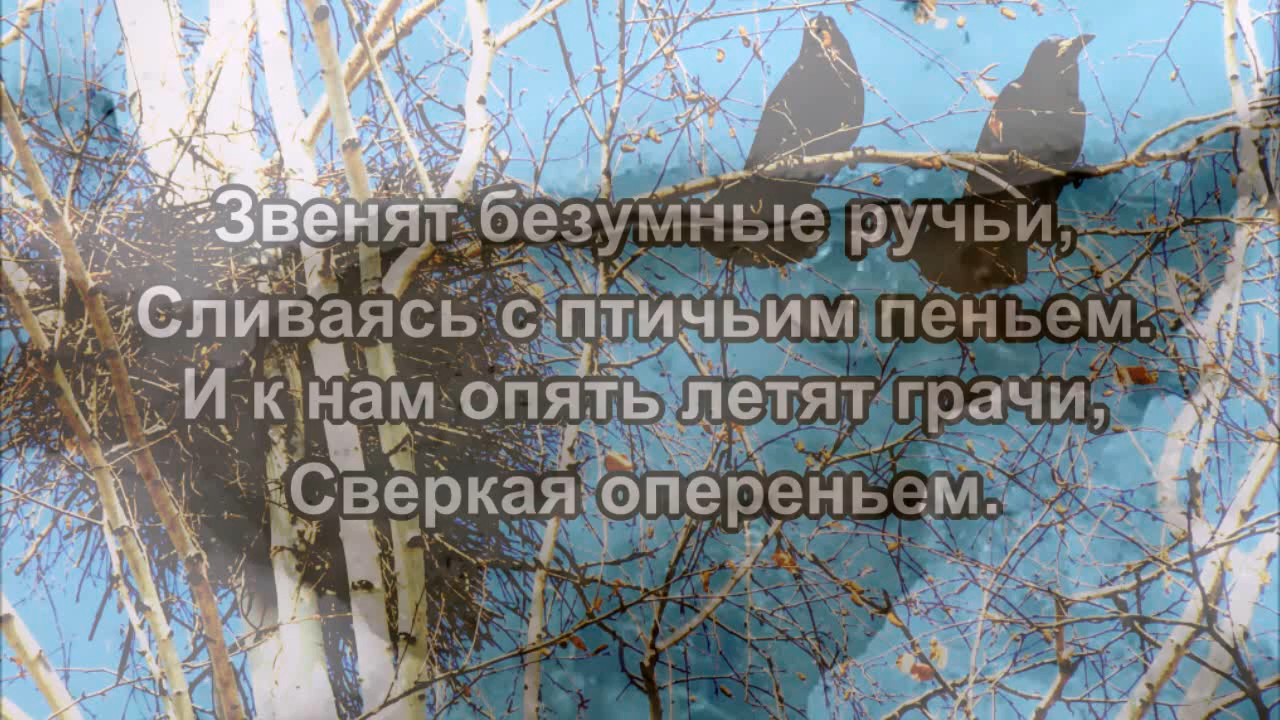 Звенят безумные ручьи,
Сливаясь с птичьим пеньем.
И к нам опять летят грачи,
Сверкая опереньем.